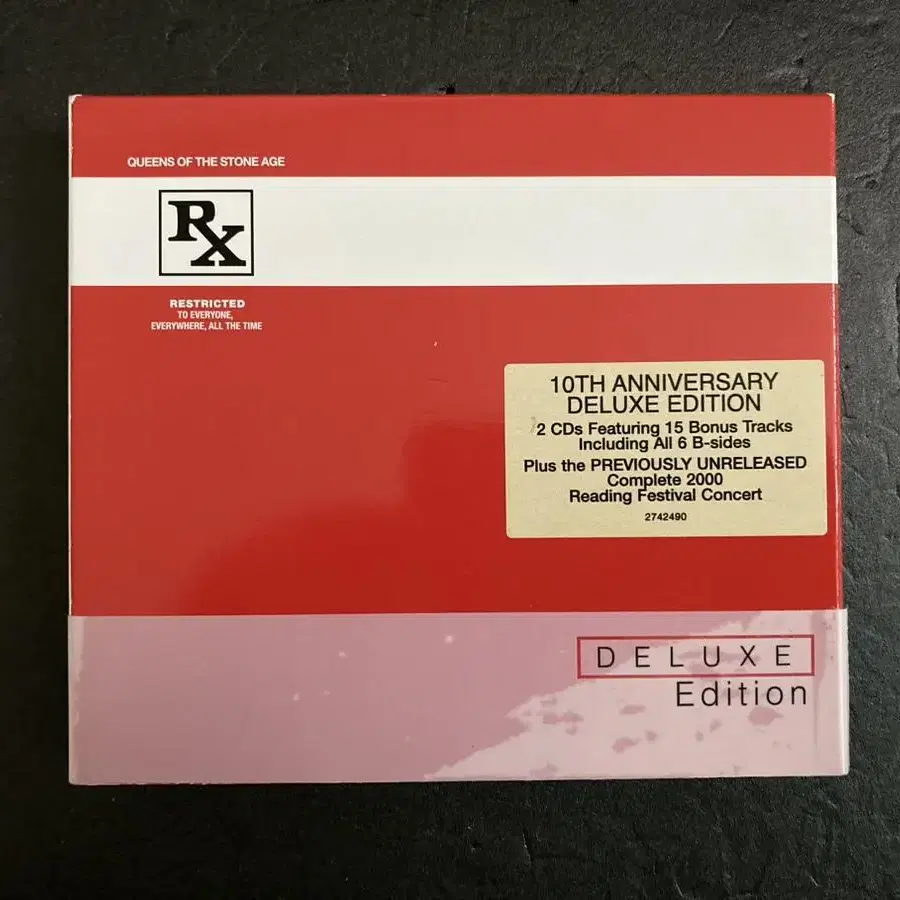 QUEENS OF THE STONE AGE
RX
RESTRICTED
TO EVERYONE,
EVERYWHERE, ALL THE TIME
10TH ANNIVERSARY
DELUXE EDITION
2 CDs Featuring 15 Bonus Tracks
Including All 6 B-sides
Plus the PREVIOUSLY UNRELEASED
Complete 2000
Reading Festival Concert
2742490
DELUXE
Edition